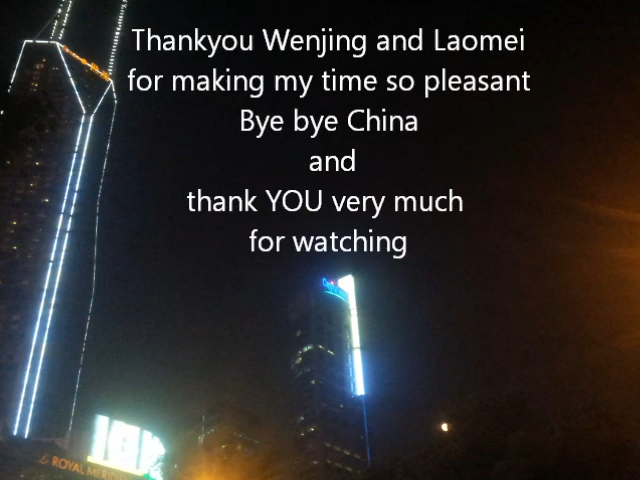 Thankyou Wenjing and Laomei
for making my time so pleasant
Bye bye China
and
thank YOU very much
for watching
ROYAL